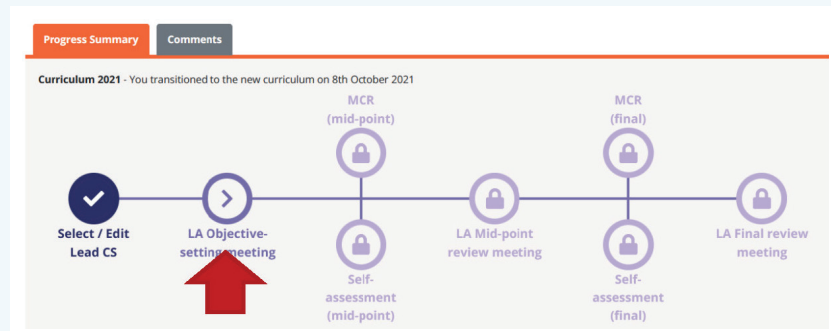 Progress Summary
Comments
Curriculum 2021 - You transitioned to the new curriculum on 8th October 2021
MCR
(mid-point)
MCR
(final)
Select / Edit
Lead CS
LA Objective-
setting meeting
LA Mid-point
review meeting
LA Final review
meeting
Self-
assessment
(mid-point)
Self-
assessment
(final)